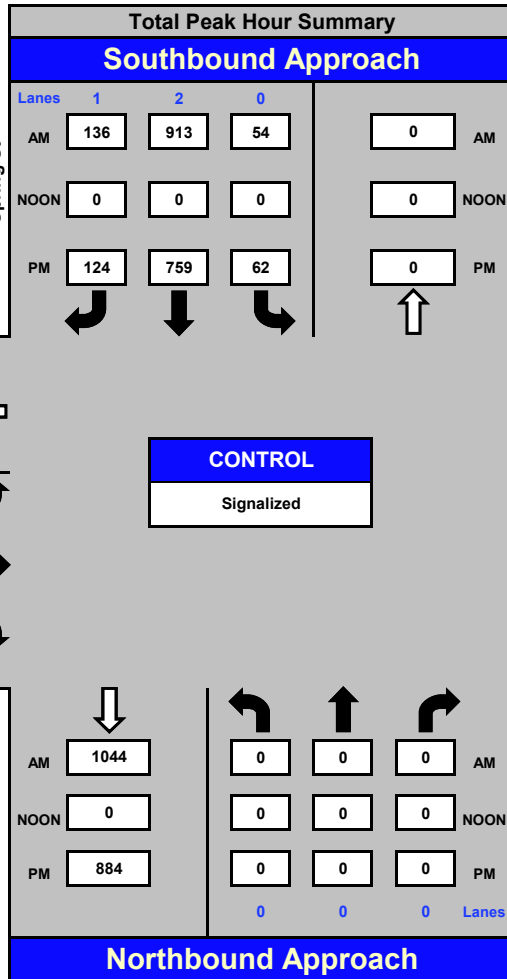 Total Peak Hour Summary
Southbound Approach
Lanes 1 2 0
AM 136 913 54 0 AM
NOON 0 0 0 0 NOON
PM 124 759 62 0 PM
CONTROL
Signalized
AM 1044 0 0 0 AM
NOON 0 0 0 0 NOON
PM 884 0 0 0 PM
0 0 0 Lanes
Northbound Approach